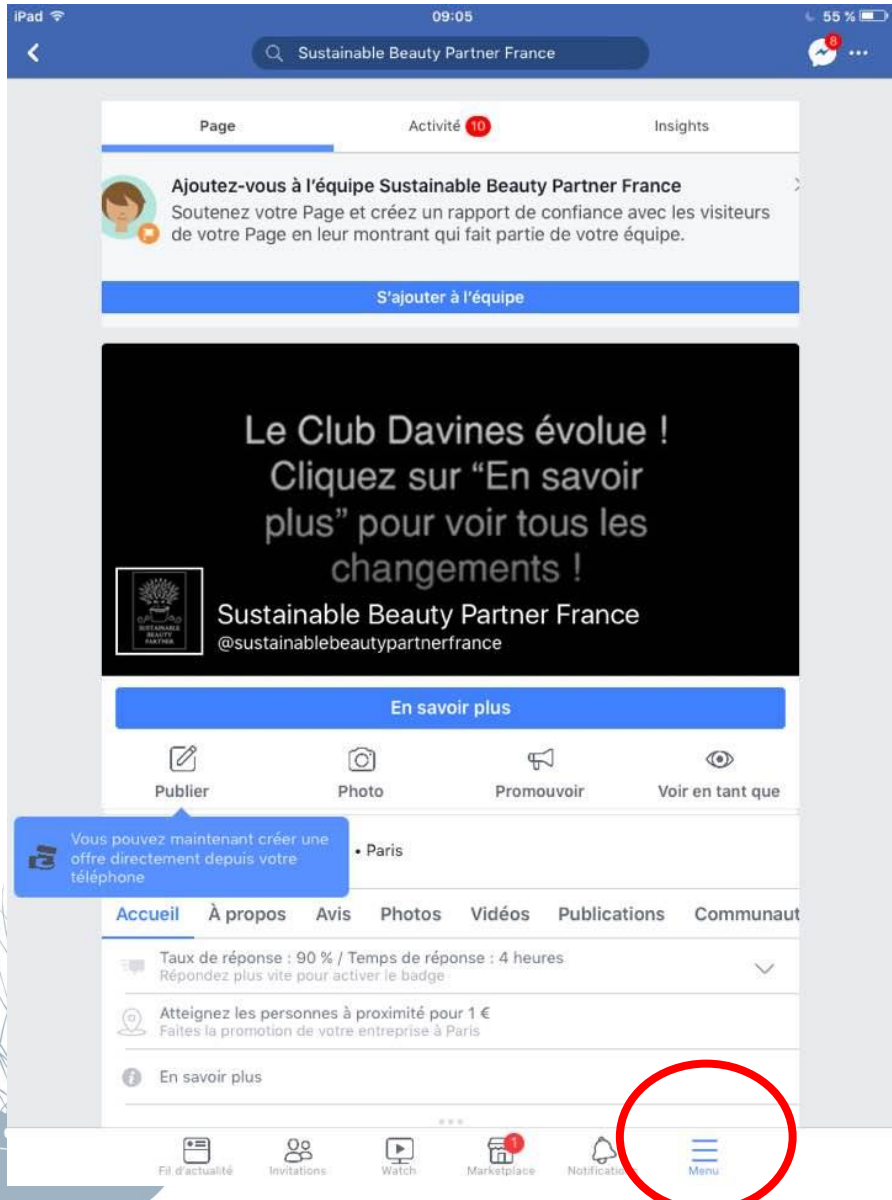 iPad 09:05 55 %
Sustainable Beauty Partner France 8
Page Activité 10 Insights
Ajoutez-vous à l'équipe Sustainable Beauty Partner France
Soutenez votre Page et créez un rapport de confiance avec les visiteurs
de votre Page en leur montrant qui fait partie de votre équipe.
S'ajouter à l'équipe
Le Club Davines évolue !
Cliquez sur “En savoir
plus” pour voir tous les
changements !
SUSTAINABLE
BEAUTY
PARTNER
Sustainable Beauty Partner France
@sustainablebeautypartnerfrance
En savoir plus
Publier Photo Promouvoir Voir en tant que
Vous pouvez maintenant créer une
offre directement depuis votre
téléphone
• Paris
Accueil À propos Avis Photos Vidéos Publications Communaut
Taux de réponse : 90 % / Temps de réponse : 4 heures
Répondez plus vite pour activer le badge
Atteignez les personnes à proximité pour 1 €
Faites la promotion de votre entreprise à Paris
En savoir plus
1
Fil d'actualité Invitations Watch Marketplace Notifications Menu